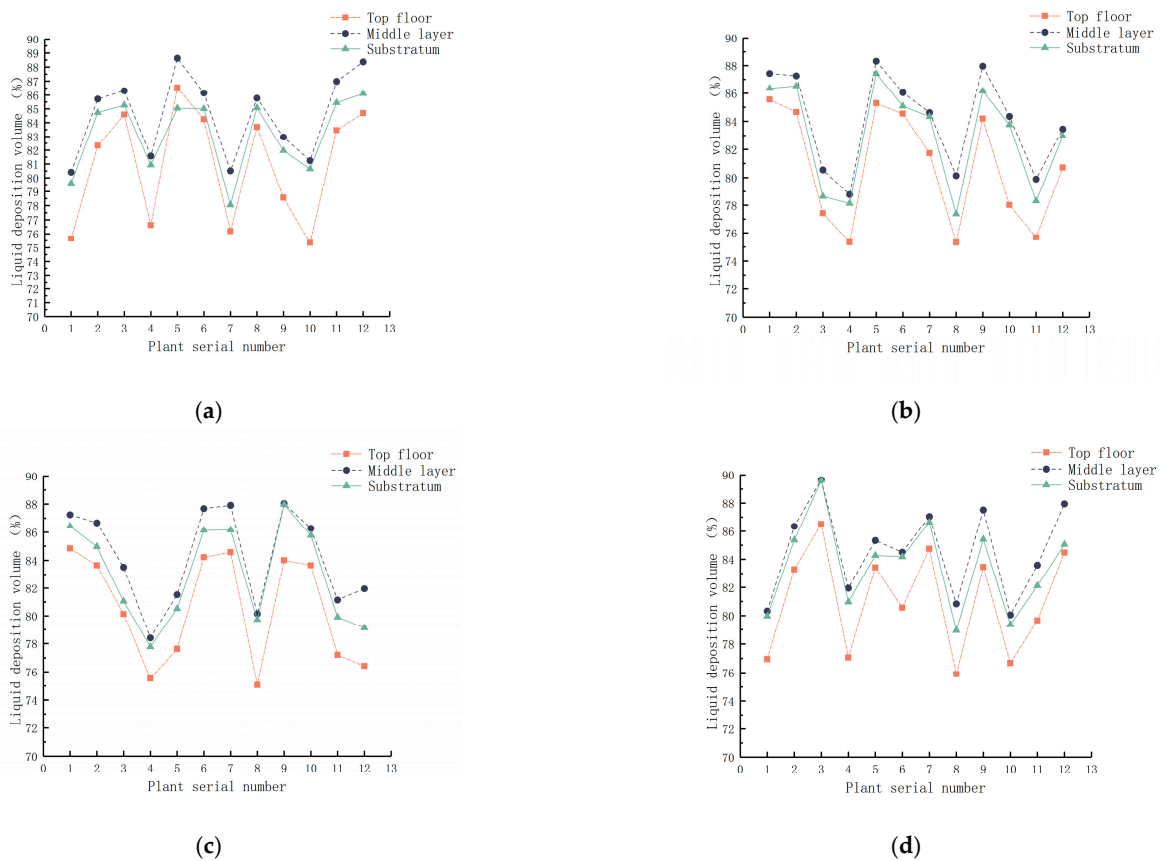 Top floor
Middle layer
Substratum
Liquid deposition volume (%)
90
89
88
87
86
85
84
83
82
81
80
79
78
77
76
75
74
73
72
71
70
0 1 2 3 4 5 6 7 8 9 10 11 12 13
Plant serial number
(a)
Top floor
Middle layer
Substratum
Liquid deposition volume (%)
90
88
86
84
82
80
78
76
74
72
70
0 1 2 3 4 5 6 7 8 9 10 11 12 13
Plant serial number
(b)
Top floor
Middle layer
Substratum
Liquid deposition volume (%)
90
88
86
84
82
80
78
76
74
72
70
0 1 2 3 4 5 6 7 8 9 10 11 12 13
Plant serial number
(c)
Top floor
Middle layer
Substratum
Liquid deposition volume (%)
90
88
86
84
82
80
78
76
74
72
70
0 1 2 3 4 5 6 7 8 9 10 11 12 13
Plant serial number
(d)